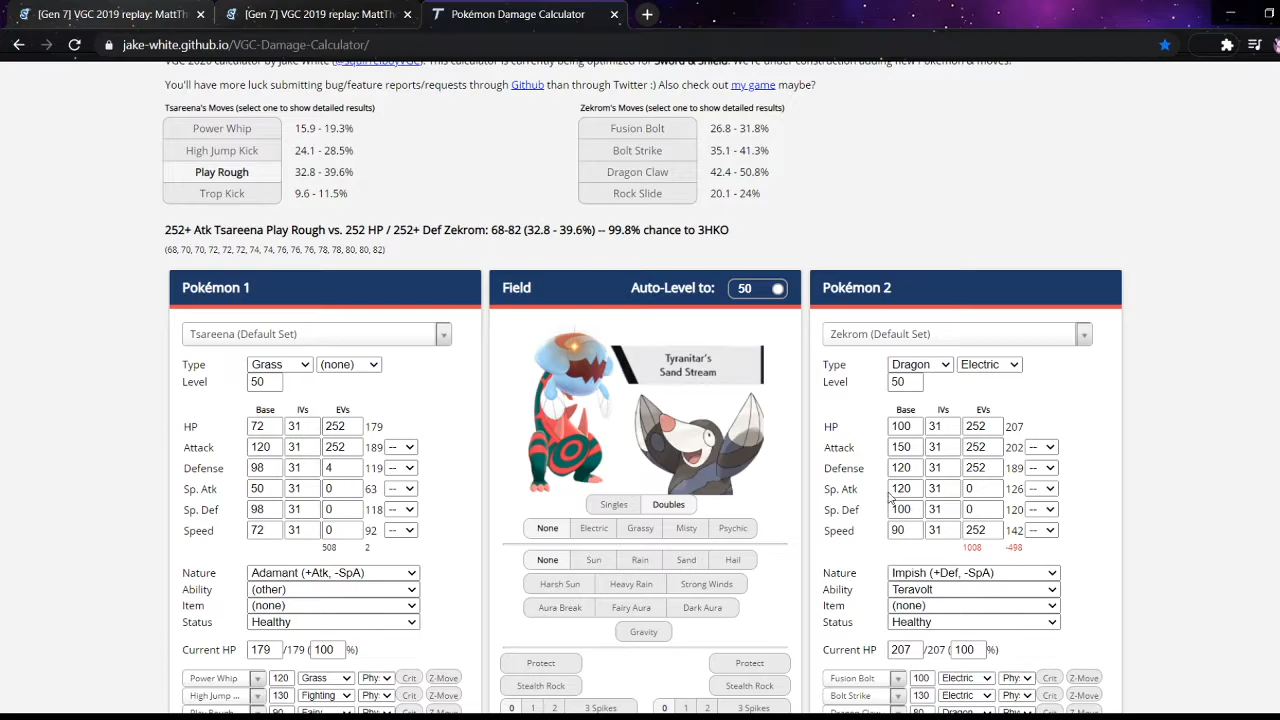 [Gen 7] VGC 2019 replay: MattTh × [Gen 7] VGC 2019 replay: MattTh × Pokémon Damage Calculator × +
jake-white.github.io/VGC-Damage-Calculator/
You'll have more luck submitting bug/feature reports/requests through Github than through Twitter :) Also check out my game maybe?
Tsareena's Moves (select one to show detailed results) Zekrom's Moves (select one to show detailed results)
Power Whip 15.9 - 19.3% Fusion Bolt 26.8 - 31.8%
High Jump Kick 24.1 - 28.5% Bolt Strike 35.1 - 41.3%
Play Rough 32.8 - 39.6% Dragon Claw 42.4 - 50.8%
Trop Kick 9.6 - 11.5% Rock Slide 20.1 - 24%
252+ Atk Tsareena Play Rough vs. 252 HP / 252+ Def Zekrom: 68-82 (32.8 - 39.6%) -- 99.8% chance to 3HKO
(68, 70, 70, 72, 72, 72, 74, 74, 76, 76, 76, 78, 78, 80, 80, 82)
Pokémon 1 Field Auto-Level to: 50 Pokémon 2
Tsareena (Default Set) Zekrom (Default Set)
Tyranitar's
Sand Stream
Type Grass (none) Type Dragon Electric
Level 50 Level 50
Base IVs EVs Base IVs EVs
HP 72 31 252 179 HP 100 31 252 207
Attack 120 31 252 189 -- Attack 150 31 252 202 --
Defense 98 31 4 119 -- Defense 120 31 252 189 --
Sp. Atk 50 31 0 63 -- Sp. Atk 120 31 0 126 --
Sp. Def 98 31 0 118 -- Singles Doubles Sp. Def 100 31 0 120 --
Speed 72 31 0 92 -- None Electric Grassy Misty Psychic Speed 90 31 252 142 --
508 2 1008 -498
None Sun Rain Sand Hail
Nature Adamant (+Atk, -SpA) Harsh Sun Heavy Rain Strong Winds Nature Impish (+Def, -SpA)
Ability (other) Ability Teravolt
Item (none) Aura Break Fairy Aura Dark Aura Item (none)
Status Healthy Gravity Status Healthy
Current HP 179 /179 ( 100 %) Current HP 207 /207 ( 100 %)
Protect Protect
Power Whip 120 Grass Phy: Crit Z-Move Stealth Rock Stealth Rock Fusion Bolt 100 Electric Phy: Crit Z-Move
High Jump ... 130 Fighting Phy: Crit Z-Move Bolt Strike 130 Electric Phy: Crit Z-Move
0 1 2 3 Spikes 0 1 2 3 Spikes